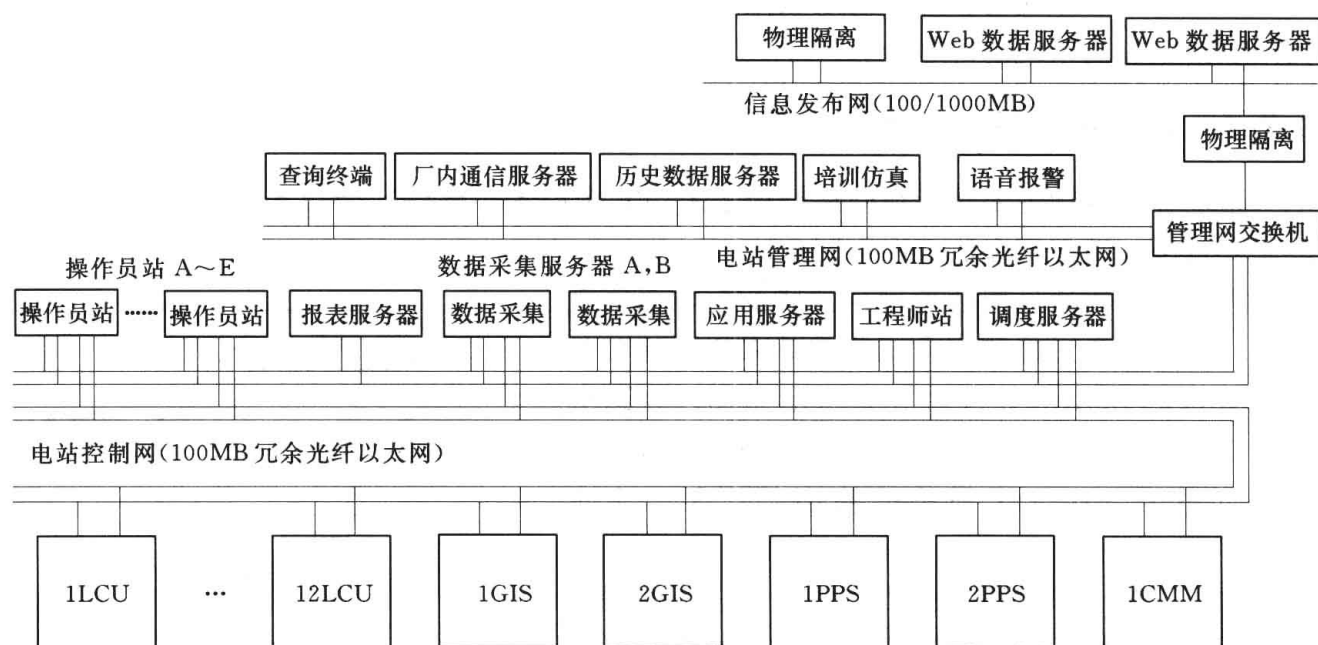 物理隔离
Web 数据服务器
Web 数据服务器
信息发布网(100/1000MB)
物理隔离
查询终端
厂内通信服务器
历史数据服务器
培训仿真
语音报警
管理网交换机
电站管理网(100MB 冗余光纤以太网)
操作员站 A～E
数据采集服务器 A,B
操作员站
……
操作员站
报表服务器
数据采集
数据采集
应用服务器
工程师站
调度服务器
电站控制网(100MB 冗余光纤以太网)
1LCU
…
12LCU
1GIS
2GIS
1PPS
2PPS
1CMM